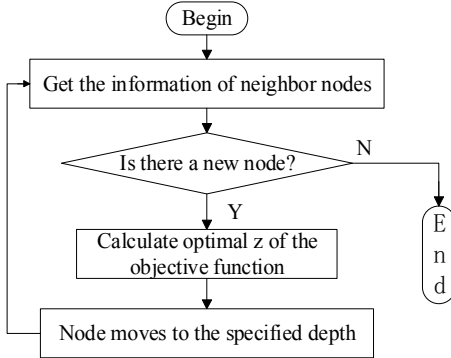 Begin
Get the information of neighbor nodes
Is there a new node?
N
Y
Calculate optimal z of the
objective function
Node moves to the specified depth
E
n
d